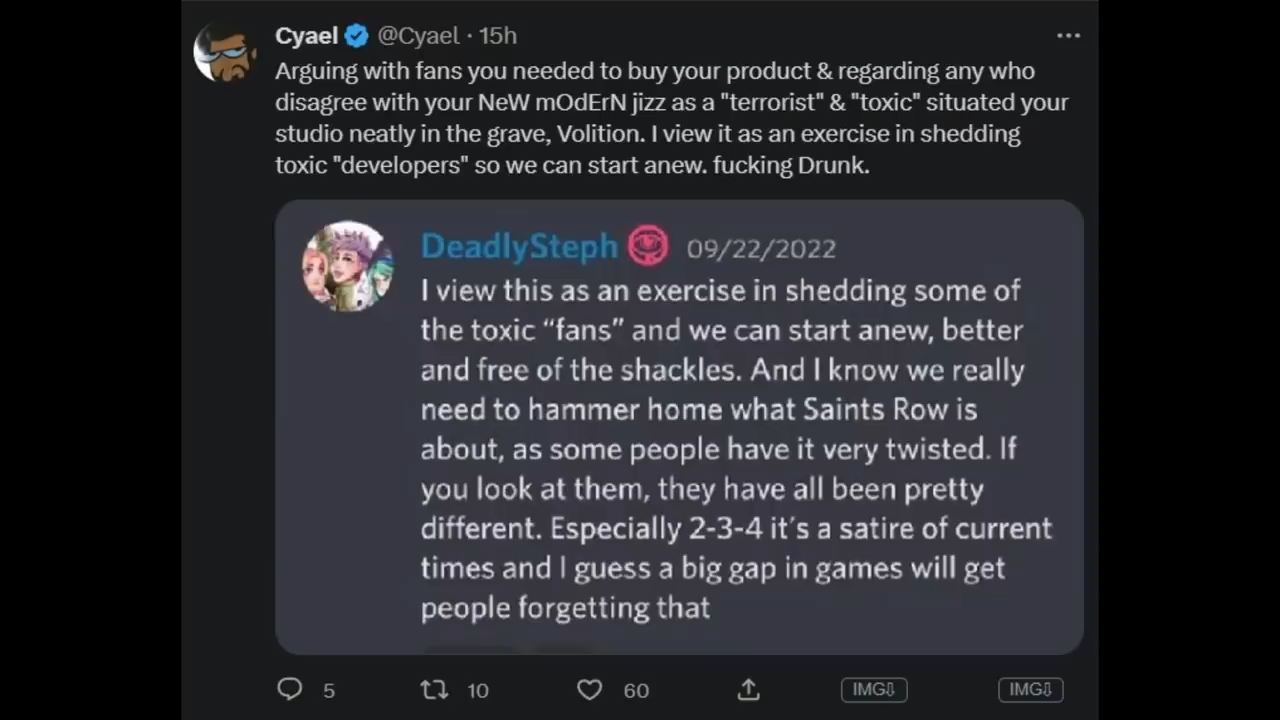 Cyael @Cyael · 15h
Arguing with fans you needed to buy your product & regarding any who
disagree with your NeW mOdErN jizz as a "terrorist" & "toxic" situated your
studio neatly in the grave, Volition. I view it as an exercise in shedding
toxic "developers" so we can start anew. fucking Drunk.
DeadlySteph 09/22/2022
I view this as an exercise in shedding some of
the toxic “fans” and we can start anew, better
and free of the shackles. And I know we really
need to hammer home what Saints Row is
about, as some people have it very twisted. If
you look at them, they have all been pretty
different. Especially 2-3-4 it's a satire of current
times and I guess a big gap in games will get
people forgetting that
5 10 60 IMG⇩ IMG⇩